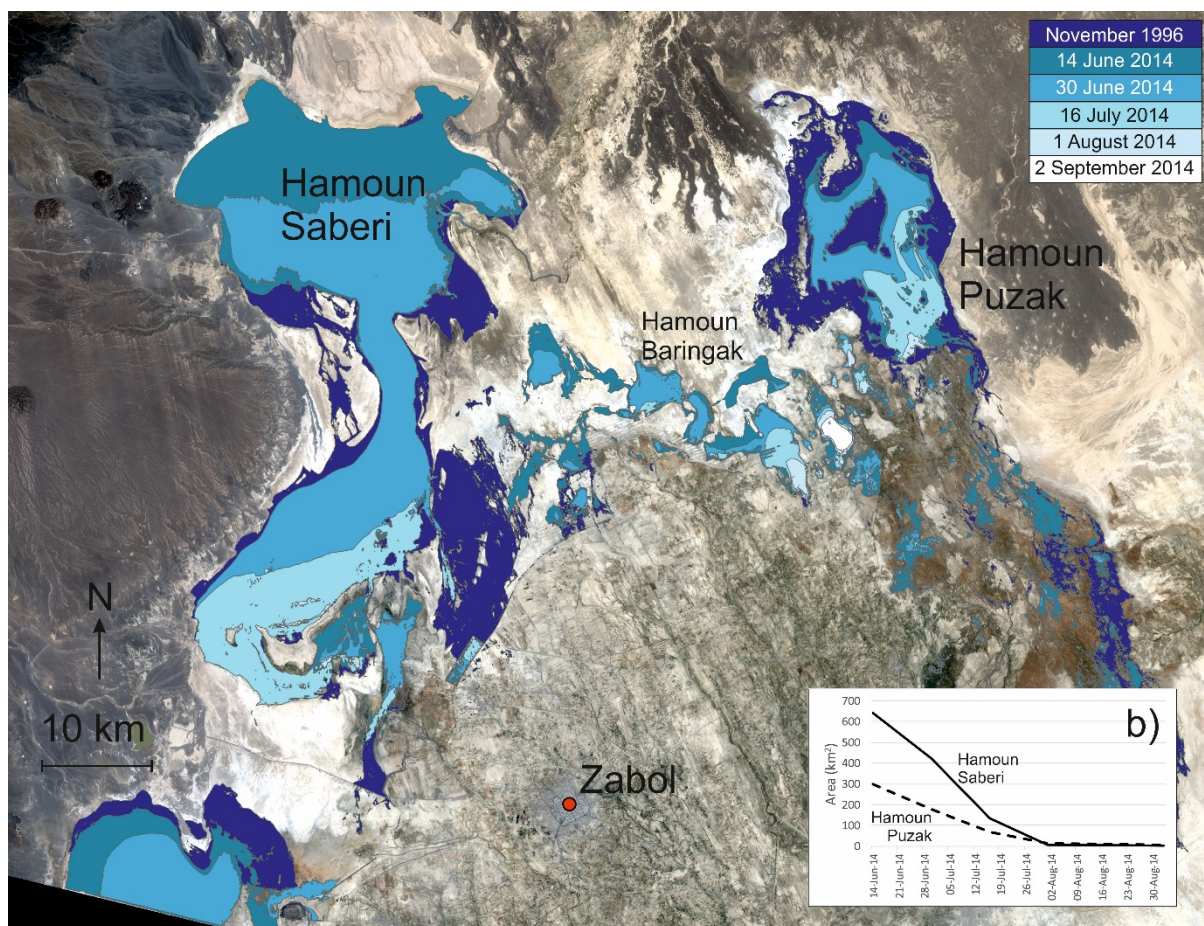 November 1996
14 June 2014
30 June 2014
16 July 2014
1 August 2014
2 September 2014
Hamoun
Saberi
Hamoun
Puzak
Hamoun
Baringak
N
10 km
Zabol
b)
700
600
500
400
300
200
100
0
Area (km²)
Hamoun
Saberi
Hamoun
Puzak
14-Jun-14
21-Jun-14
28-Jun-14
05-Jul-14
12-Jul-14
19-Jul-14
26-Jul-14
02-Aug-14
09-Aug-14
16-Aug-14
23-Aug-14
30-Aug-14